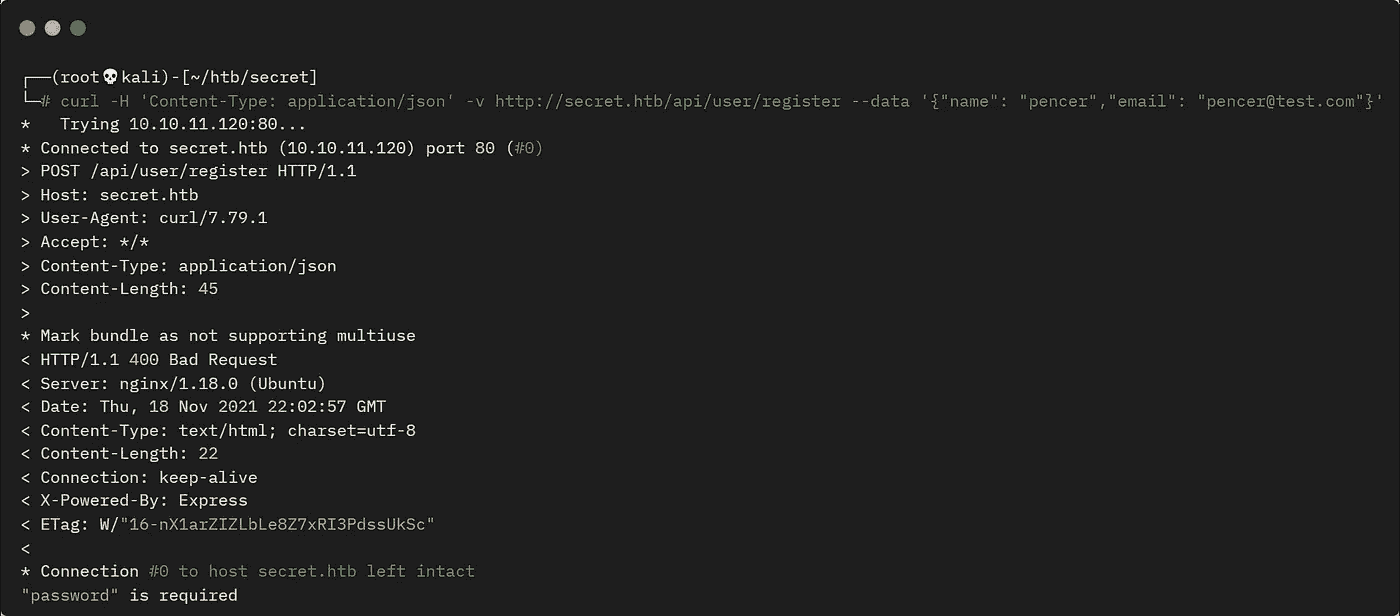 ┌──(root💀kali)-[~/htb/secret]
└─# curl -H 'Content-Type: application/json' -v http://secret.htb/api/user/register --data '{"name": "pencer","email": "pencer@test.com"}'
*   Trying 10.10.11.120:80...
* Connected to secret.htb (10.10.11.120) port 80 (#0)
> POST /api/user/register HTTP/1.1
> Host: secret.htb
> User-Agent: curl/7.79.1
> Accept: */*
> Content-Type: application/json
> Content-Length: 45
>
* Mark bundle as not supporting multiuse
< HTTP/1.1 400 Bad Request
< Server: nginx/1.18.0 (Ubuntu)
< Date: Thu, 18 Nov 2021 22:02:57 GMT
< Content-Type: text/html; charset=utf-8
< Content-Length: 22
< Connection: keep-alive
< X-Powered-By: Express
< ETag: W/"16-nX1arZIZLbLe8Z7xRI3PdssUkSc"
<
* Connection #0 to host secret.htb left intact
"password" is required